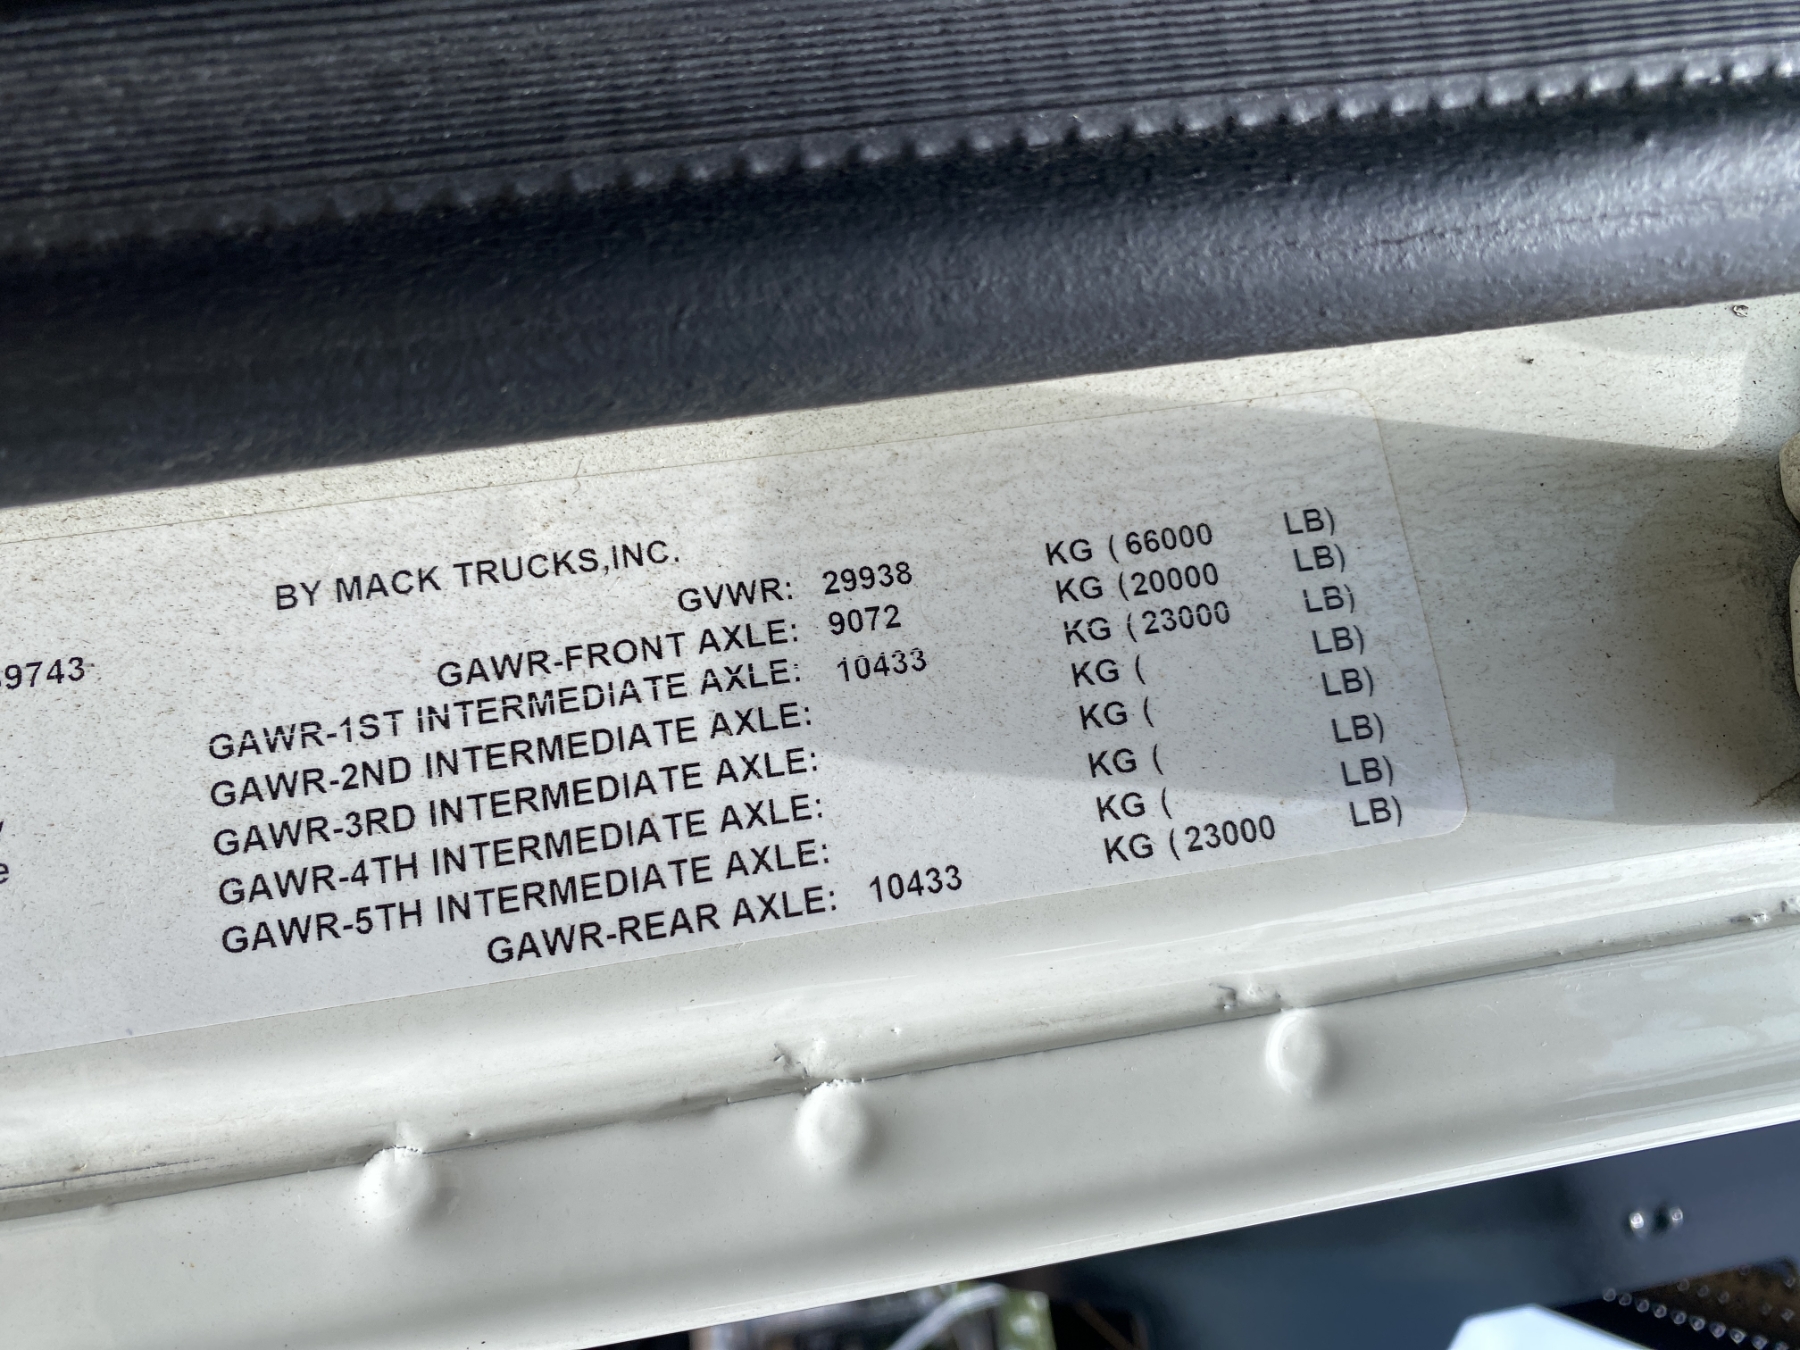 BY MACK TRUCKS,INC.
GVWR: 29938 KG (66000 LB)
GAWR-FRONT AXLE: 9072 KG (20000 LB)
GAWR-1ST INTERMEDIATE AXLE: 10433 KG (23000 LB)
GAWR-2ND INTERMEDIATE AXLE: KG ( LB)
GAWR-3RD INTERMEDIATE AXLE: KG ( LB)
GAWR-4TH INTERMEDIATE AXLE: KG ( LB)
GAWR-5TH INTERMEDIATE AXLE: KG ( LB)
GAWR-REAR AXLE: 10433 KG (23000 LB)
9743